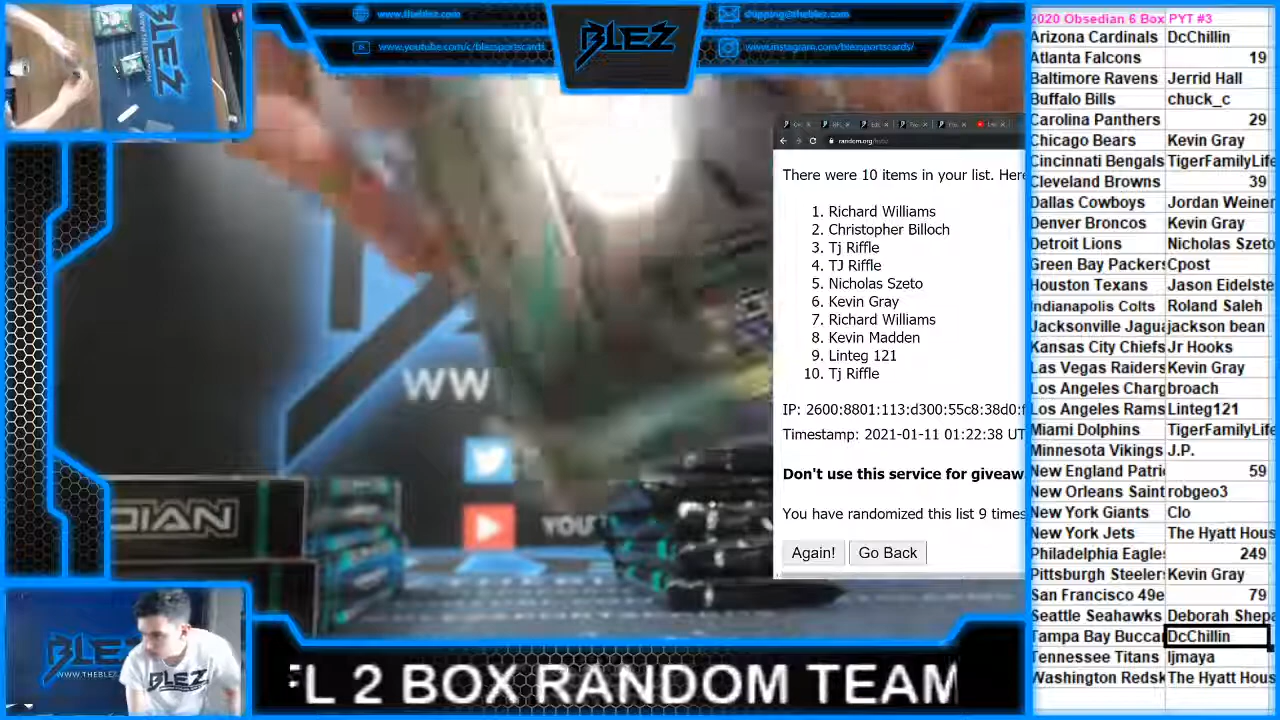 www.theblez.com
www.youtube.com/c/blezsportscards
BLEZ
shipping@theblez.com
www.instagram.com/blezsportscards/
BLEZ
random.org
There were 10 items in your list. Here
1. Richard Williams
2. Christopher Billoch
3. Tj Riffle
4. TJ Riffle
5. Nicholas Szeto
6. Kevin Gray
7. Richard Williams
8. Kevin Madden
9. Linteg 121
10. Tj Riffle
IP: 2600:8801:113:d300:55c8:38d0:f
Timestamp: 2021-01-11 01:22:38 UT
Don't use this service for giveaw
You have randomized this list 9 times
Again! Go Back
WW
YOU
DIAN
BLEZ
WWW.THEBLEZ
BLEZ
FL 2 BOX RANDOM TEAM
2020 Obsedian 6 Box PYT #3
Arizona Cardinals DcChillin
Atlanta Falcons 19
Baltimore Ravens Jerrid Hall
Buffalo Bills chuck_c
Carolina Panthers 29
Chicago Bears Kevin Gray
Cincinnati Bengals TigerFamilyLife
Cleveland Browns 39
Dallas Cowboys Jordan Weiner
Denver Broncos Kevin Gray
Detroit Lions Nicholas Szeto
Green Bay Packers Cpost
Houston Texans Jason Eidelste
Indianapolis Colts Roland Saleh
Jacksonville Jagua jackson bean
Kansas City Chiefs Jr Hooks
Las Vegas Raiders Kevin Gray
Los Angeles Charg broach
Los Angeles Rams Linteg121
Miami Dolphins TigerFamilyLife
Minnesota Vikings J.P.
New England Patri 59
New Orleans Saint robgeo3
New York Giants Clo
New York Jets The Hyatt Hous
Philadelphia Eagle 249
Pittsburgh Steelers Kevin Gray
San Francisco 49e 79
Seattle Seahawks Deborah Shepa
Tampa Bay Bucca DcChillin
Tennessee Titans ljmaya
Washington Redsk The Hyatt Hous